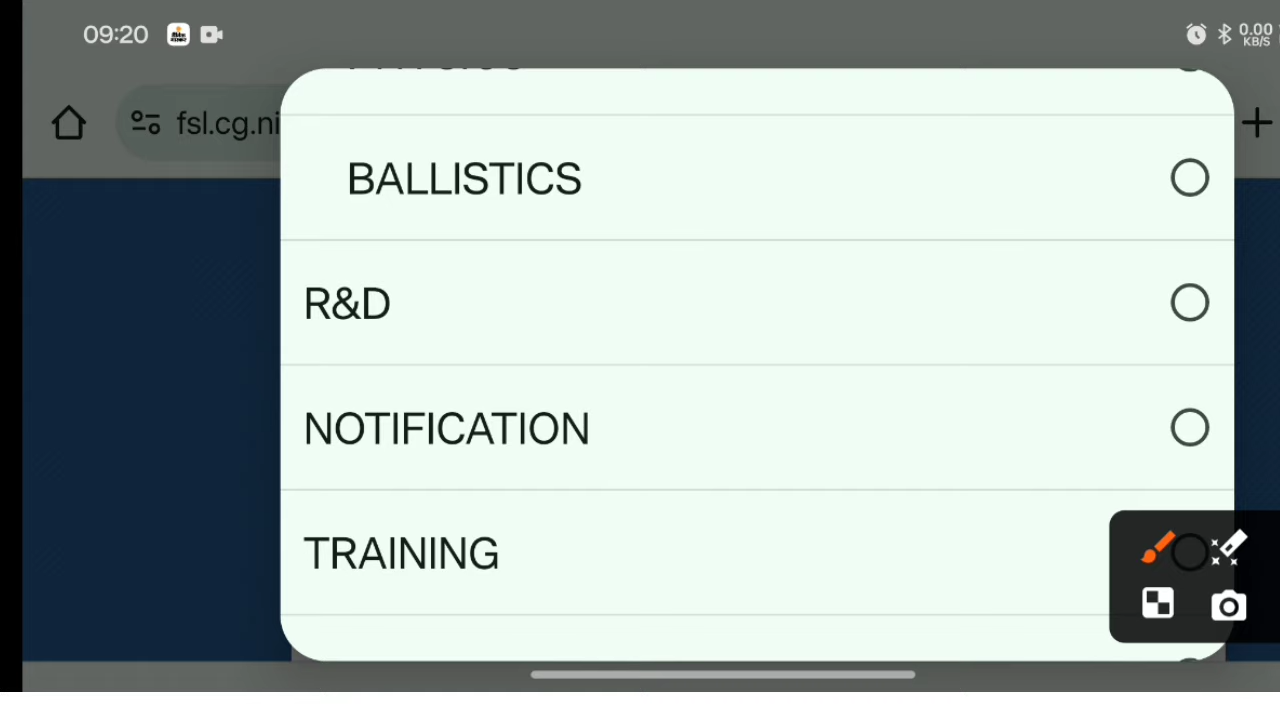 09:20
0.00
KB/S
fsl.cg.ni
BALLISTICS
R&D
NOTIFICATION
TRAINING